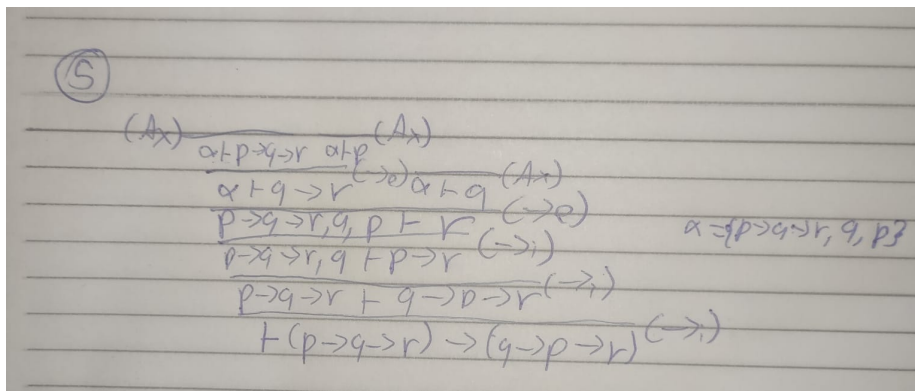 5
(Ax) (Ax)
α⊢p→q→r α⊢p (→e) (Ax)
α⊢q→r α⊢q (→e)
p→q→r, q, p ⊢ r (→i) α={p→q→r, q, p}
p→q→r, q ⊢ p→r (→i)
p→q→r ⊢ q→p→r (→i)
⊢(p→q→r)→(q→p→r)